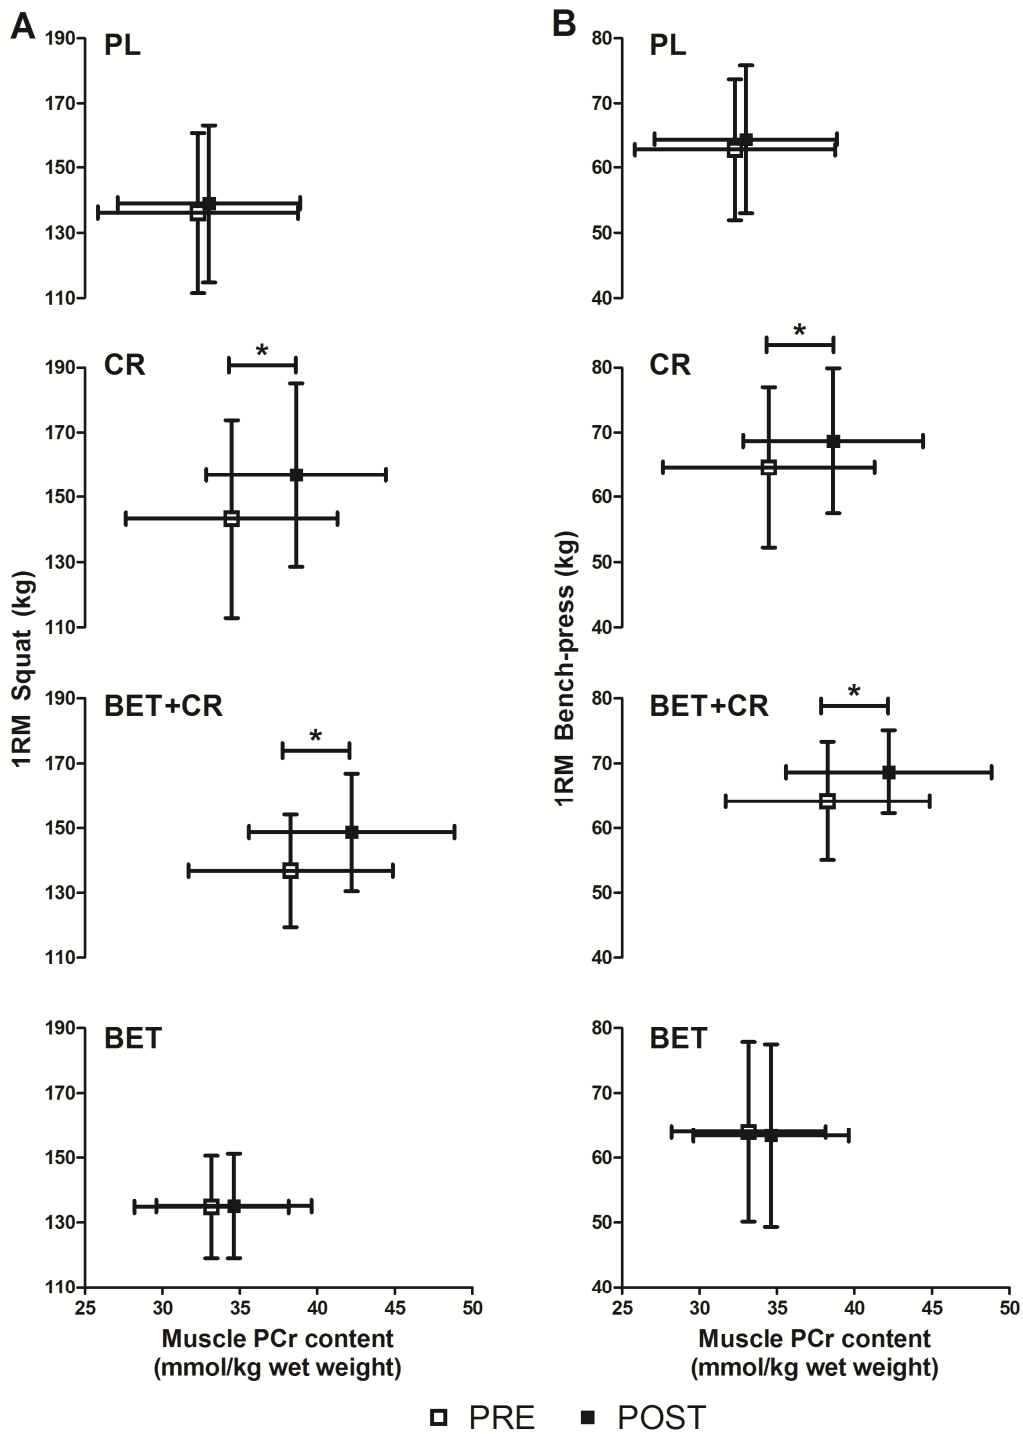 A
B
190
PL
170
150
130
110
80
PL
70
60
50
40
190
CR
*
170
150
130
110
80
CR
*
70
60
50
40
1RM Squat (kg)
1RM Bench-press (kg)
190
BET+CR
*
170
150
130
110
80
BET+CR
*
70
60
50
40
190
BET
170
150
130
110
25 30 35 40 45 50
Muscle PCr content
(mmol/kg wet weight)
80
BET
70
60
50
40
25 30 35 40 45 50
Muscle PCr content
(mmol/kg wet weight)
PRE POST